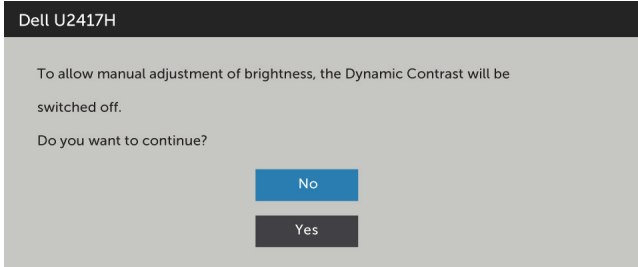 Dell U2417H
To allow manual adjustment of brightness, the Dynamic Contrast will be
switched off.
Do you want to continue?
No
Yes